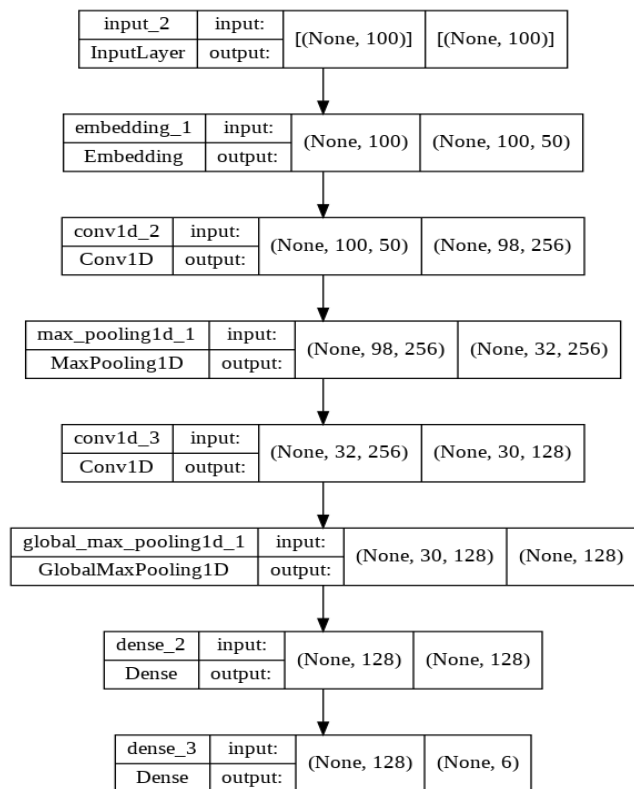 input_2 input: [(None, 100)] [(None, 100)]
InputLayer output:
embedding_1 input: (None, 100) (None, 100, 50)
Embedding output:
conv1d_2 input: (None, 100, 50) (None, 98, 256)
Conv1D output:
max_pooling1d_1 input: (None, 98, 256) (None, 32, 256)
MaxPooling1D output:
conv1d_3 input: (None, 32, 256) (None, 30, 128)
Conv1D output:
global_max_pooling1d_1 input: (None, 30, 128) (None, 128)
GlobalMaxPooling1D output:
dense_2 input: (None, 128) (None, 128)
Dense output:
dense_3 input: (None, 128) (None, 6)
Dense output: